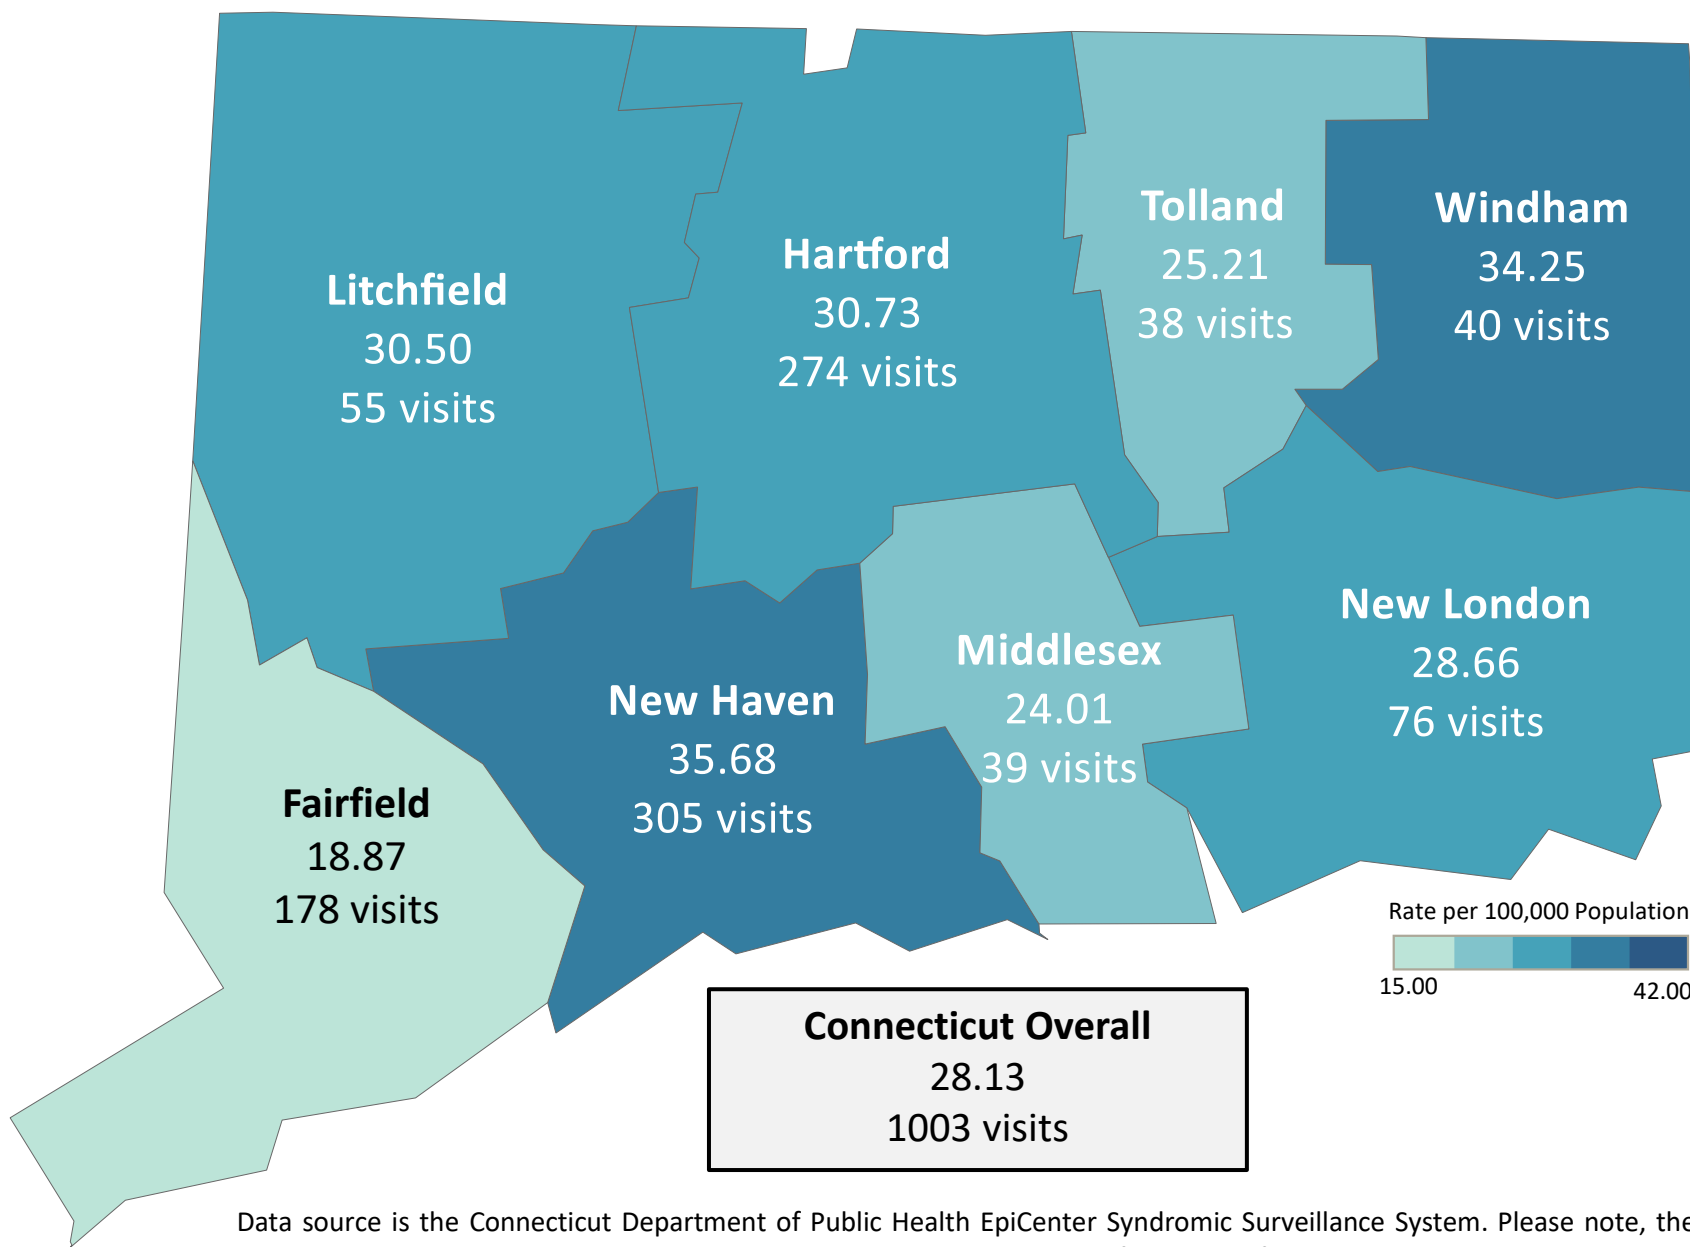 Litchfield
30.50
55 visits
Hartford
30.73
274 visits
Tolland
25.21
38 visits
Windham
34.25
40 visits
Fairfield
18.87
178 visits
New Haven
35.68
305 visits
Middlesex
24.01
39 visits
New London
28.66
76 visits
Rate per 100,000 Population
15.00
42.00
Connecticut Overall
28.13
1003 visits
Data source is the Connecticut Department of Public Health EpiCenter Syndromic Surveillance System. Please note, the